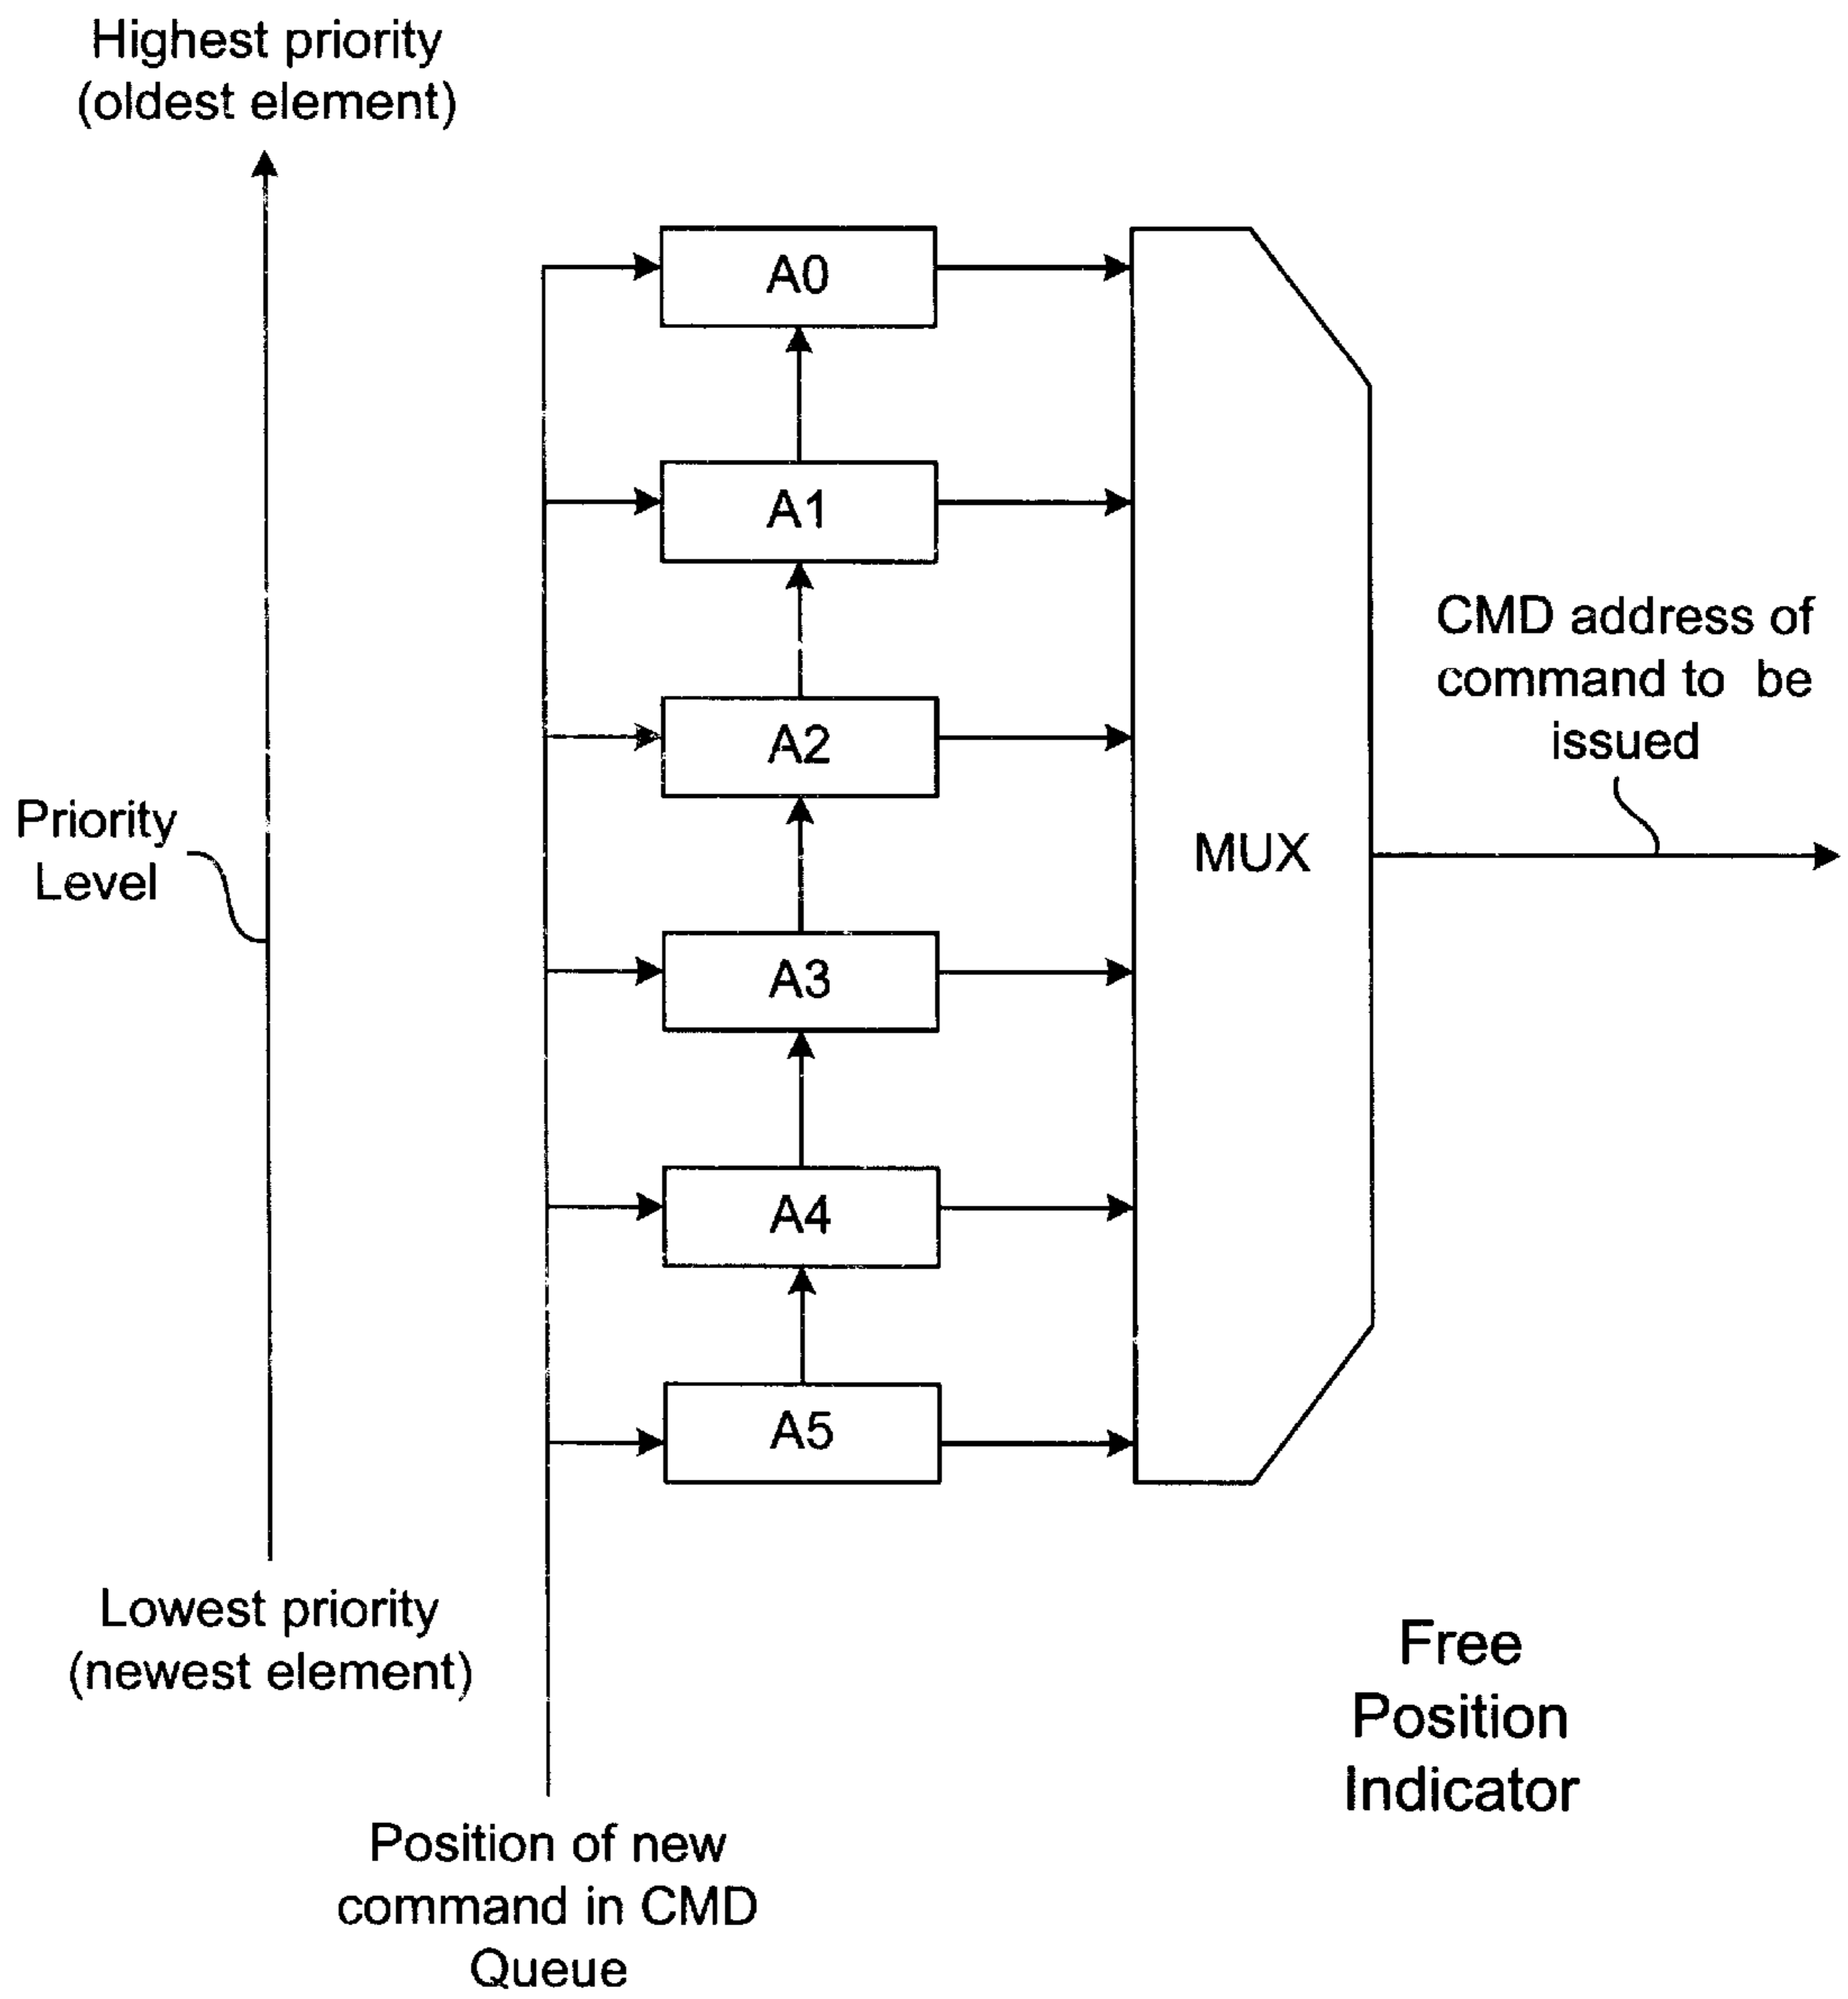 Highest priority
(oldest element)
A0
A1
CMD address of
command to be
issued
A2
Priority
Level
MUX
A3
A4
A5
Lowest priority
(newest element)
Free
Position
Indicator
Position of new
command in CMD
Queue